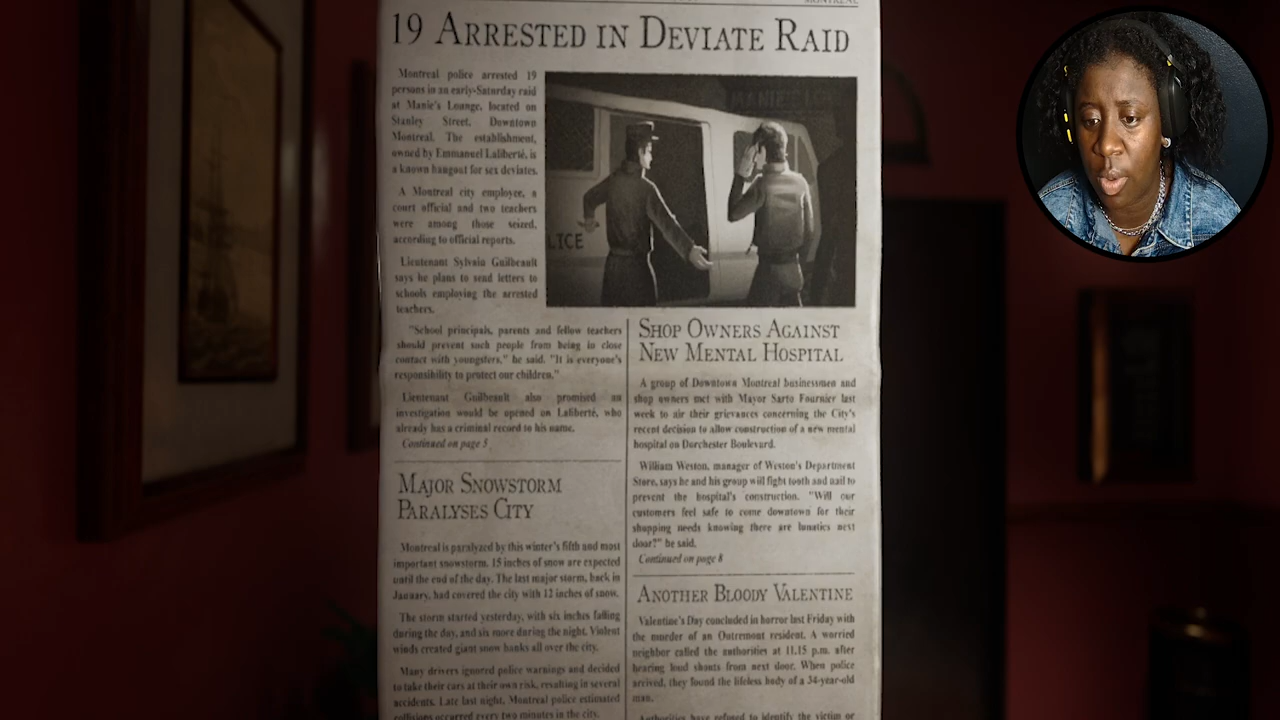 19 ARRESTED IN DEVIATE RAID
Montreal police arrested 19
persons in an early-Saturday raid
at Manie's Lounge, located on
Stanley Street, Downtown
Montreal. The establishment,
owned by Emmanuel Laliberté, is
a known hangout for sex deviates.
A Montreal city employee, a
court official and two teachers
were among those seized,
according to official reports.
Lieutenant Sylvain Guilbeault
says he plans to send letters to
schools employing the arrested
teachers.
"School principals, parents and fellow teachers
should prevent such people from being in close
contact with youngsters," he said. "It is everyone's
responsibility to protect our children."
Lieutenant Guilbeault also promised an
investigation would be opened on Laliberté, who
already has a criminal record to his name.
Continued on page 5
MAJOR SNOWSTORM
PARALYSES CITY
Montreal is paralyzed by this winter's fifth and most
important snowstorm. 15 inches of snow are expected
until the end of the day. The last major storm, back in
January, had covered the city with 12 inches of snow.
The storm started yesterday, with six inches falling
during the day, and six more during the night. Violent
winds created giant snow banks all over the city.
Many drivers ignored police warnings and decided
to take their cars at their own risk, resulting in several
accidents. Late last night, Montreal police estimated
collisions occurred every two minutes in the city.
MANIE'S
LICE
SHOP OWNERS AGAINST
NEW MENTAL HOSPITAL
A group of Downtown Montreal businessmen and
shop owners met with Mayor Sarto Fournier last
week to air their grievances concerning the City's
recent decision to allow construction of a new mental
hospital on Dorchester Boulevard.
William Weston, manager of Weston's Department
Store, says he and his group will fight tooth and nail to
prevent the hospital's construction. "Will our
customers feel safe to come downtown for their
shopping needs knowing there are lunatics next
door?" he said.
Continued on page 8
ANOTHER BLOODY VALENTINE
Valentine's Day concluded in horror last Friday with
the murder of an Outremont resident. A worried
neighbor called the authorities at 11.15 p.m. after
hearing loud shouts from next door. When police
arrived, they found the lifeless body of a 34-year-old
man.
Authorities have refused to identify the victim or